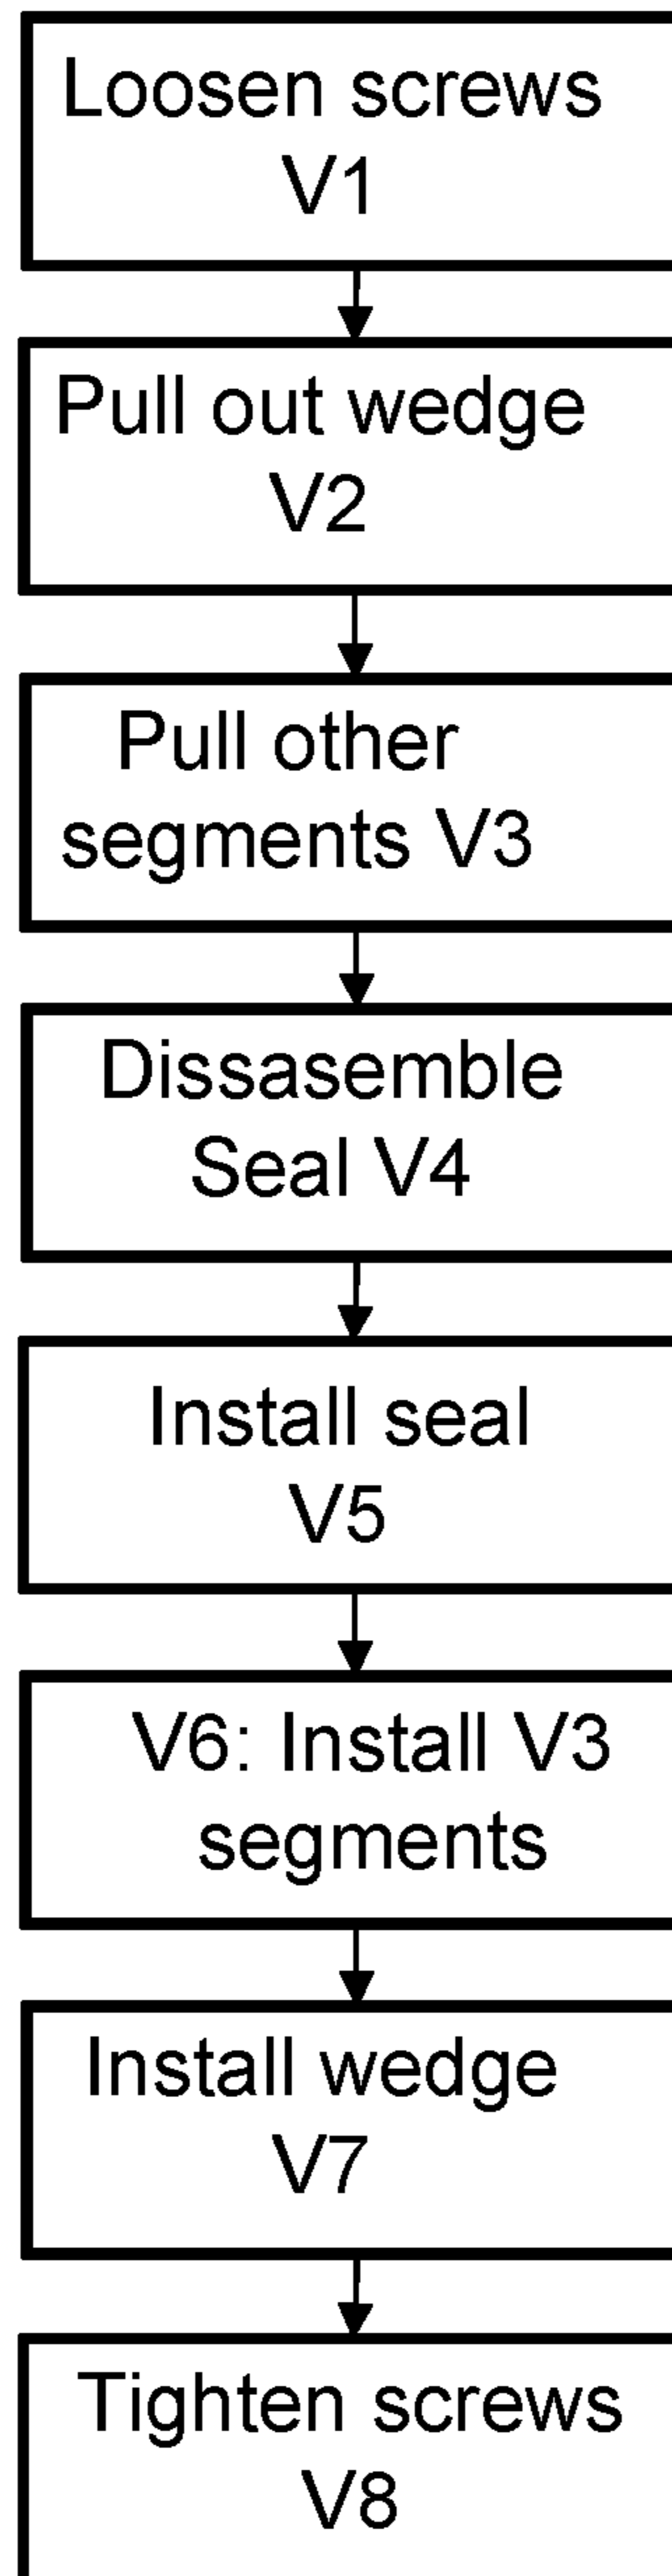 Loosen screws
V1
Pull out wedge
V2
Pull other
segments V3
Dissasemble
Seal V4
Install seal
V5
V6: Install V3
segments
Install wedge
V7
Tighten screws
V8